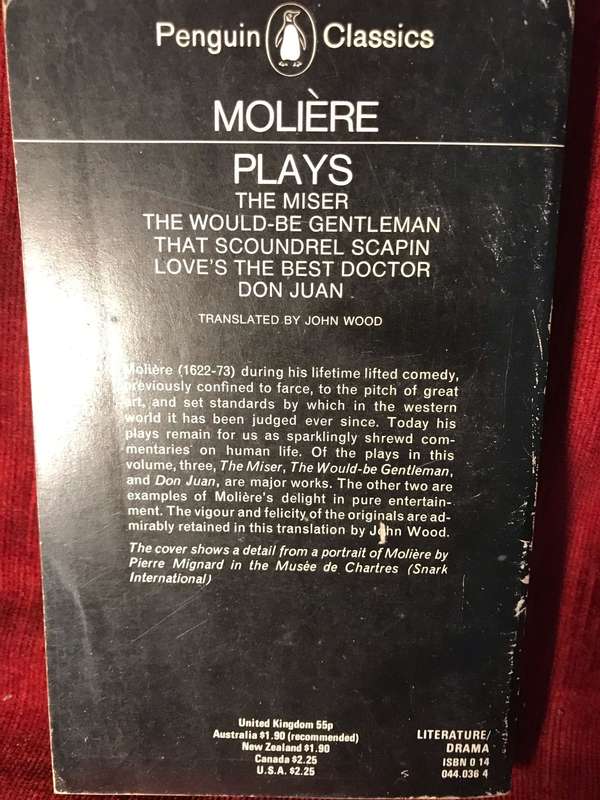 Penguin Classics
MOLIÈRE
PLAYS
THE MISER
THE WOULD-BE GENTLEMAN
THAT SCOUNDREL SCAPIN
LOVE'S THE BEST DOCTOR
DON JUAN
TRANSLATED BY JOHN WOOD
Molière (1622-73) during his lifetime lifted comedy,
previously confined to farce, to the pitch of great
art, and set standards by which in the western
world it has been judged ever since. Today his
plays remain for us as sparklingly shrewd com-
mentaries on human life. Of the plays in this
volume, three, The Miser, The Would-be Gentleman,
and Don Juan, are major works. The other two are
examples of Molière's delight in pure entertain-
ment. The vigour and felicity of the originals are ad-
mirably retained in this translation by John Wood.
The cover shows a detail from a portrait of Molière by
Pierre Mignard in the Musée de Chartres (Snark
International)
United Kingdom 55p
Australia $1.90 (recommended)
New Zealand $1.90
Canada $2.25
U.S.A. $2.25
LITERATURE/
DRAMA
ISBN 0 14
044.036 4